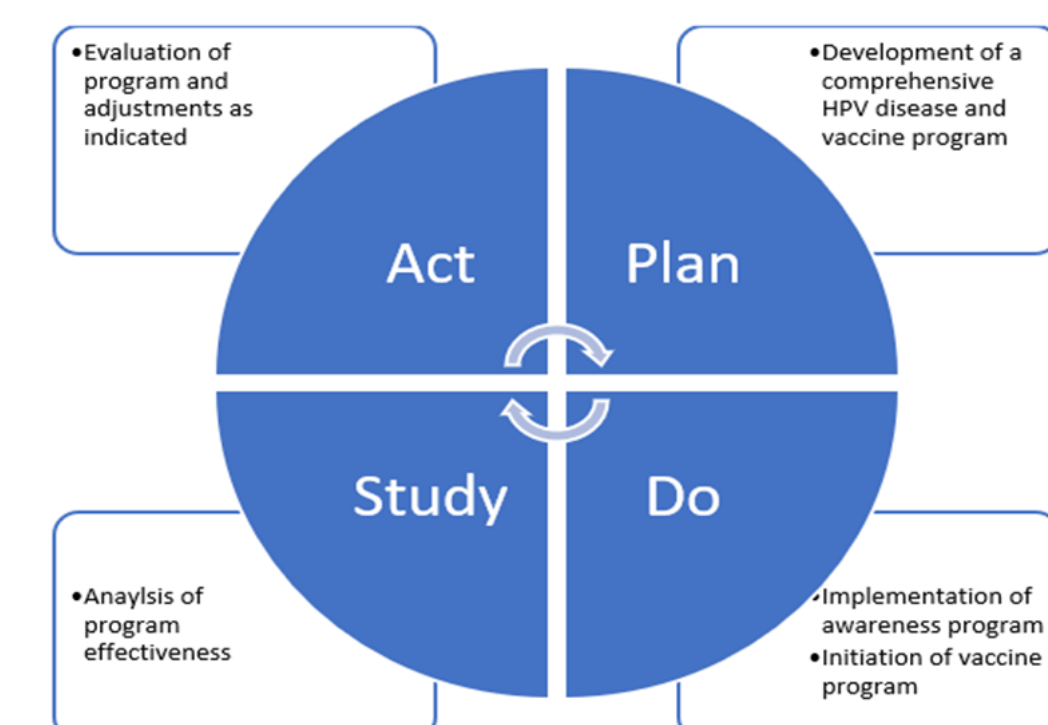 •Evaluation of
program and
adjustments as
indicated
•Development of a
comprehensive
HPV disease and
vaccine program
Act
Plan
Study
Do
•Anaylsis of
program
effectiveness
•Implementation of
awareness program
•Initiation of vaccine
program